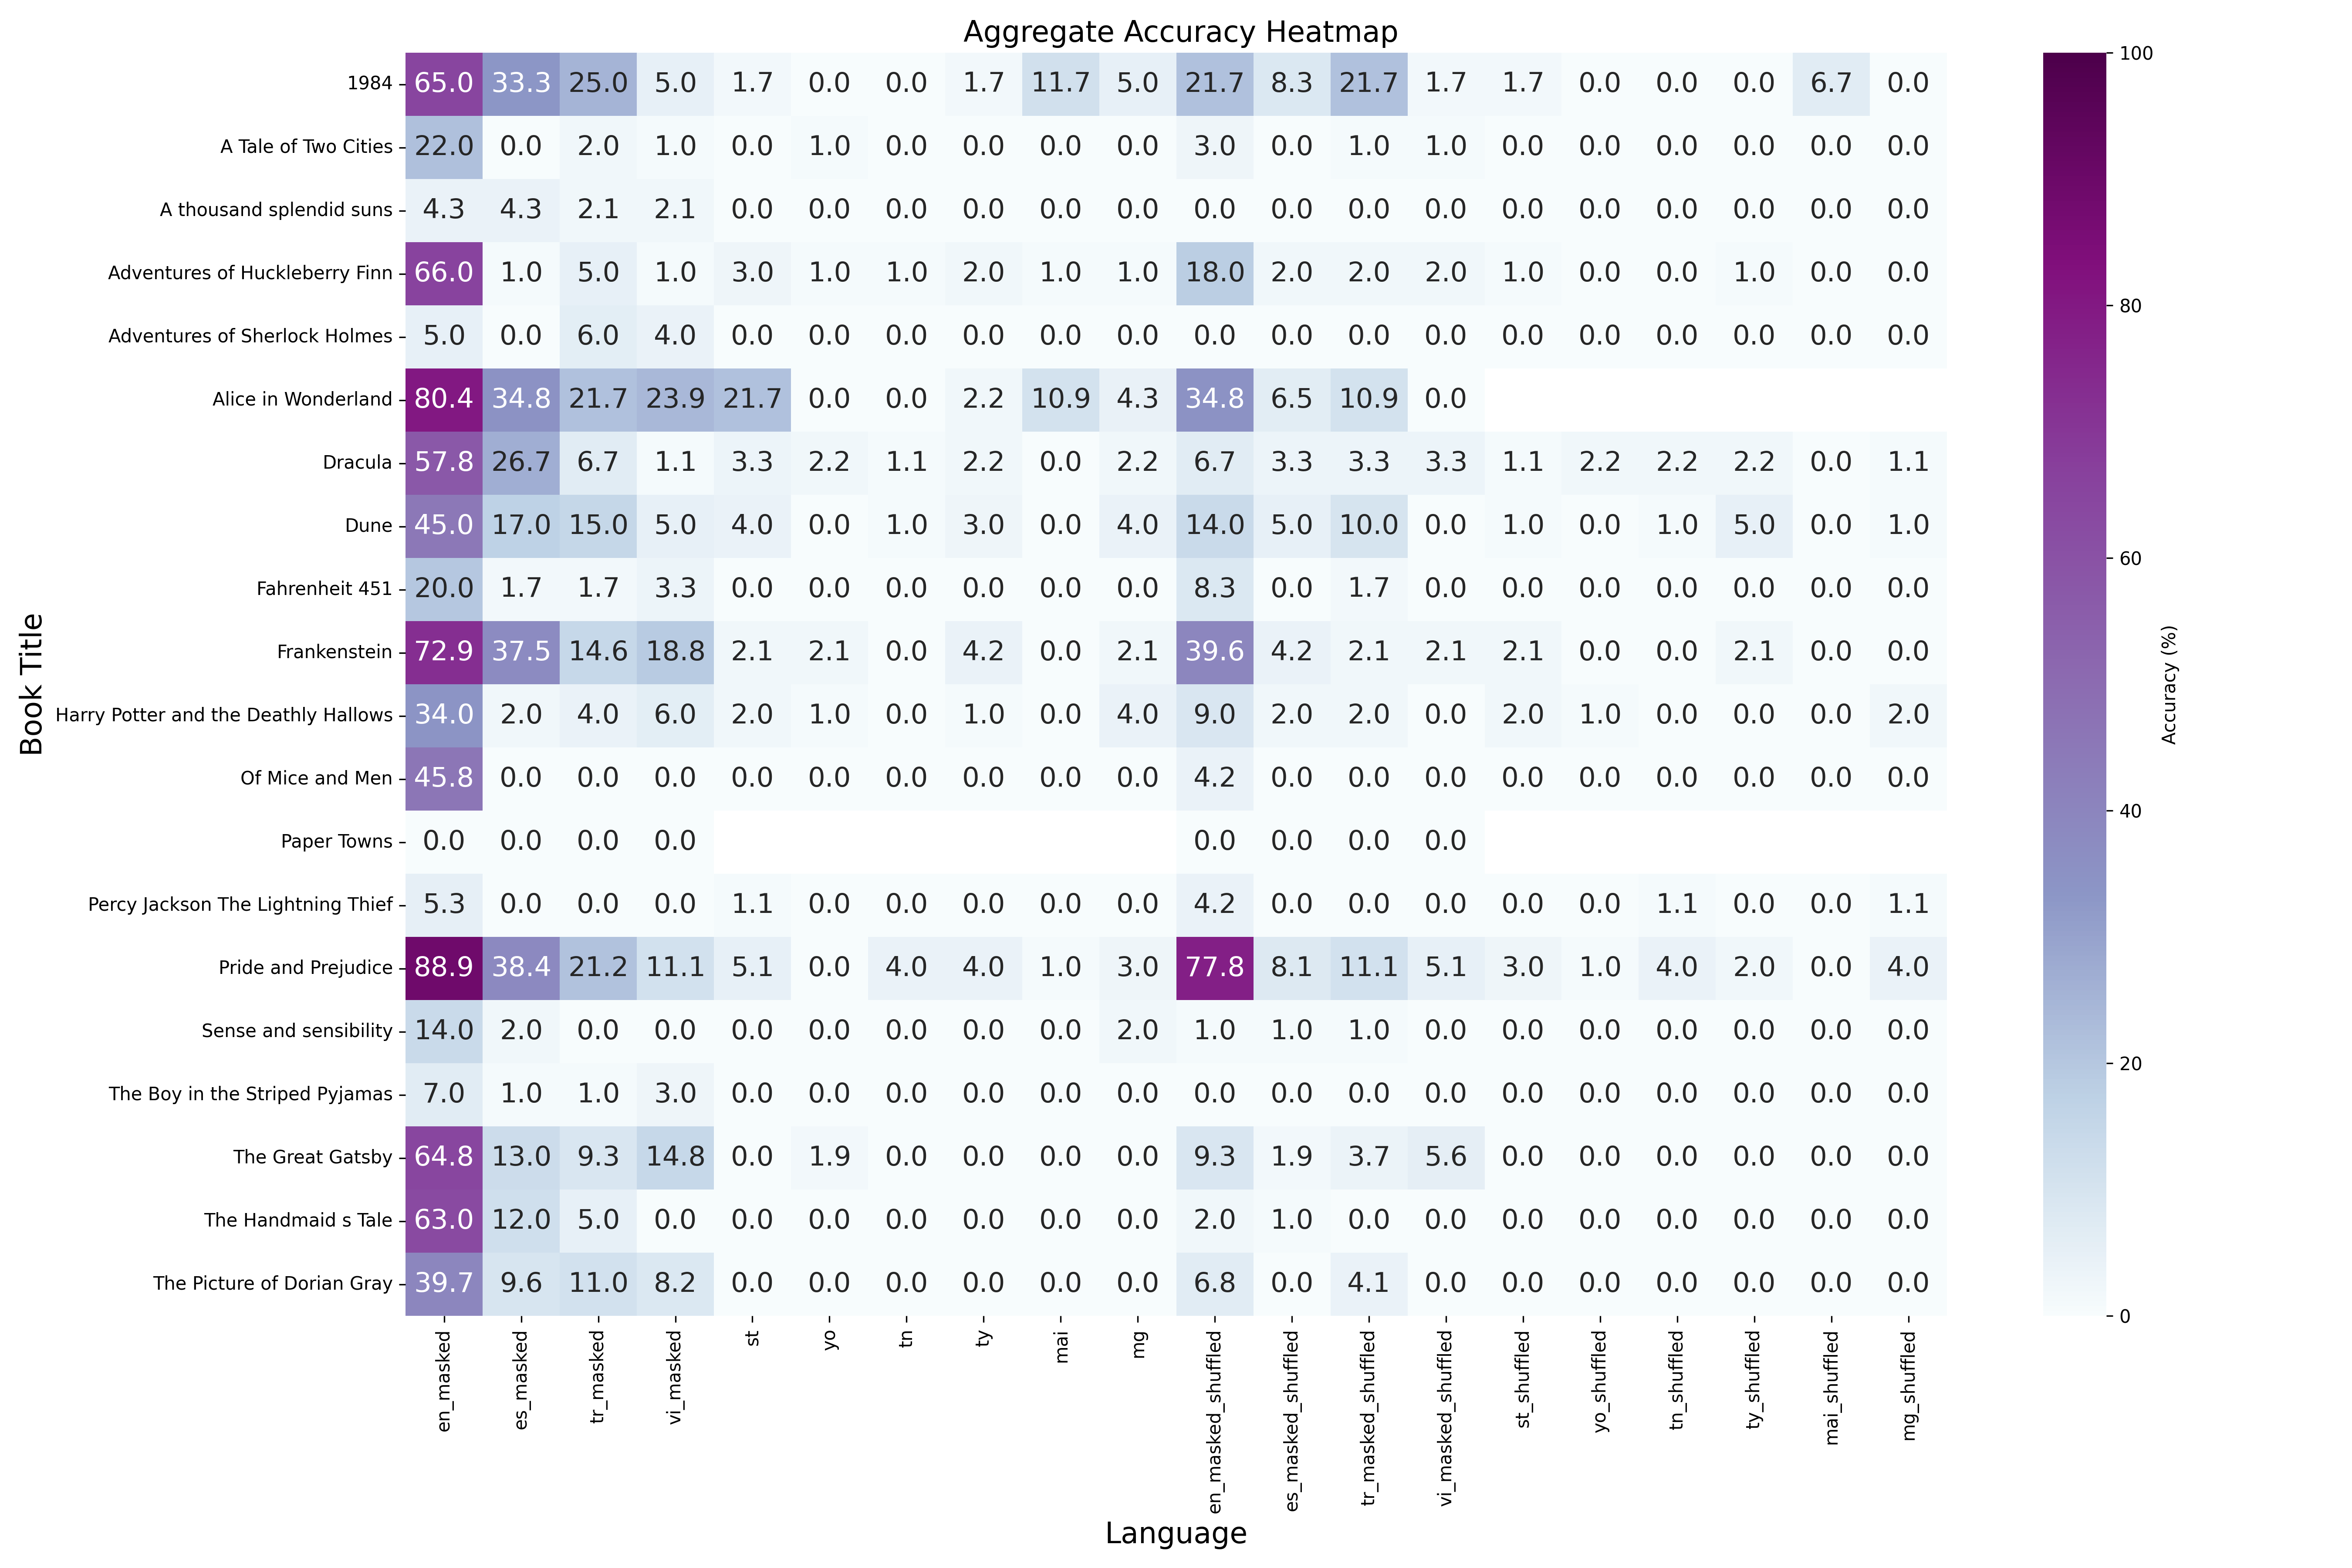 Aggregate Accuracy Heatmap
1984 65.0 33.3 25.0 5.0 1.7 0.0 0.0 1.7 11.7 5.0 21.7 8.3 21.7 1.7 1.7 0.0 0.0 0.0 6.7 0.0
A Tale of Two Cities 22.0 0.0 2.0 1.0 0.0 1.0 0.0 0.0 0.0 0.0 3.0 0.0 1.0 1.0 0.0 0.0 0.0 0.0 0.0 0.0
A thousand splendid suns 4.3 4.3 2.1 2.1 0.0 0.0 0.0 0.0 0.0 0.0 0.0 0.0 0.0 0.0 0.0 0.0 0.0 0.0 0.0 0.0
Adventures of Huckleberry Finn 66.0 1.0 5.0 1.0 3.0 1.0 1.0 2.0 1.0 1.0 18.0 2.0 2.0 2.0 1.0 0.0 0.0 1.0 0.0 0.0
Adventures of Sherlock Holmes 5.0 0.0 6.0 4.0 0.0 0.0 0.0 0.0 0.0 0.0 0.0 0.0 0.0 0.0 0.0 0.0 0.0 0.0 0.0 0.0
Alice in Wonderland 80.4 34.8 21.7 23.9 21.7 0.0 0.0 2.2 10.9 4.3 34.8 6.5 10.9 0.0
Dracula 57.8 26.7 6.7 1.1 3.3 2.2 1.1 2.2 0.0 2.2 6.7 3.3 3.3 3.3 1.1 2.2 2.2 2.2 0.0 1.1
Dune 45.0 17.0 15.0 5.0 4.0 0.0 1.0 3.0 0.0 4.0 14.0 5.0 10.0 0.0 1.0 0.0 1.0 5.0 0.0 1.0
Fahrenheit 451 20.0 1.7 1.7 3.3 0.0 0.0 0.0 0.0 0.0 0.0 8.3 0.0 1.7 0.0 0.0 0.0 0.0 0.0 0.0 0.0
Frankenstein 72.9 37.5 14.6 18.8 2.1 2.1 0.0 4.2 0.0 2.1 39.6 4.2 2.1 2.1 2.1 0.0 0.0 2.1 0.0 0.0
Harry Potter and the Deathly Hallows 34.0 2.0 4.0 6.0 2.0 1.0 0.0 1.0 0.0 4.0 9.0 2.0 2.0 0.0 2.0 1.0 0.0 0.0 0.0 2.0
Of Mice and Men 45.8 0.0 0.0 0.0 0.0 0.0 0.0 0.0 0.0 0.0 4.2 0.0 0.0 0.0 0.0 0.0 0.0 0.0 0.0 0.0
Paper Towns 0.0 0.0 0.0 0.0 0.0 0.0 0.0 0.0
Percy Jackson The Lightning Thief 5.3 0.0 0.0 0.0 1.1 0.0 0.0 0.0 0.0 0.0 4.2 0.0 0.0 0.0 0.0 0.0 1.1 0.0 0.0 1.1
Pride and Prejudice 88.9 38.4 21.2 11.1 5.1 0.0 4.0 4.0 1.0 3.0 77.8 8.1 11.1 5.1 3.0 1.0 4.0 2.0 0.0 4.0
Sense and sensibility 14.0 2.0 0.0 0.0 0.0 0.0 0.0 0.0 0.0 2.0 1.0 1.0 1.0 0.0 0.0 0.0 0.0 0.0 0.0 0.0
The Boy in the Striped Pyjamas 7.0 1.0 1.0 3.0 0.0 0.0 0.0 0.0 0.0 0.0 0.0 0.0 0.0 0.0 0.0 0.0 0.0 0.0 0.0 0.0
The Great Gatsby 64.8 13.0 9.3 14.8 0.0 1.9 0.0 0.0 0.0 0.0 9.3 1.9 3.7 5.6 0.0 0.0 0.0 0.0 0.0 0.0
The Handmaid s Tale 63.0 12.0 5.0 0.0 0.0 0.0 0.0 0.0 0.0 0.0 2.0 1.0 0.0 0.0 0.0 0.0 0.0 0.0 0.0 0.0
The Picture of Dorian Gray 39.7 9.6 11.0 8.2 0.0 0.0 0.0 0.0 0.0 0.0 6.8 0.0 4.1 0.0 0.0 0.0 0.0 0.0 0.0 0.0
Book Title
en_masked
es_masked
tr_masked
vi_masked
st
yo
tn
ty
mai
mg
en_masked_shuffled
es_masked_shuffled
tr_masked_shuffled
vi_masked_shuffled
st_shuffled
yo_shuffled
tn_shuffled
ty_shuffled
mai_shuffled
mg_shuffled
Language
100
80
60
40
20
0
Accuracy (%)